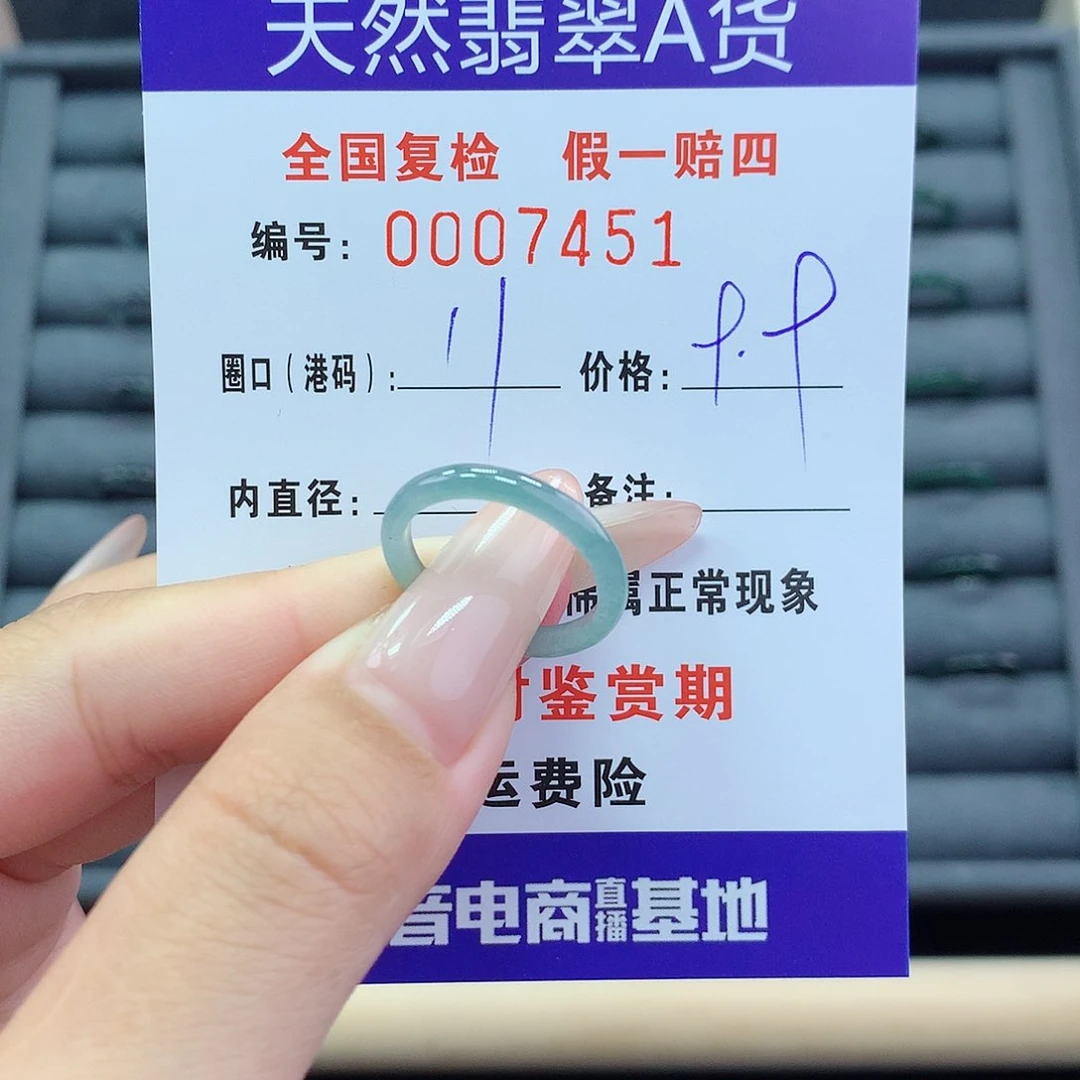 天然翡翠A货
全国复检 假一赔四
编号: 0007451
圈口(港码): 11 价格:
内直径: 备注:
属正常现象
鉴赏期
运费险
音电商直播基地